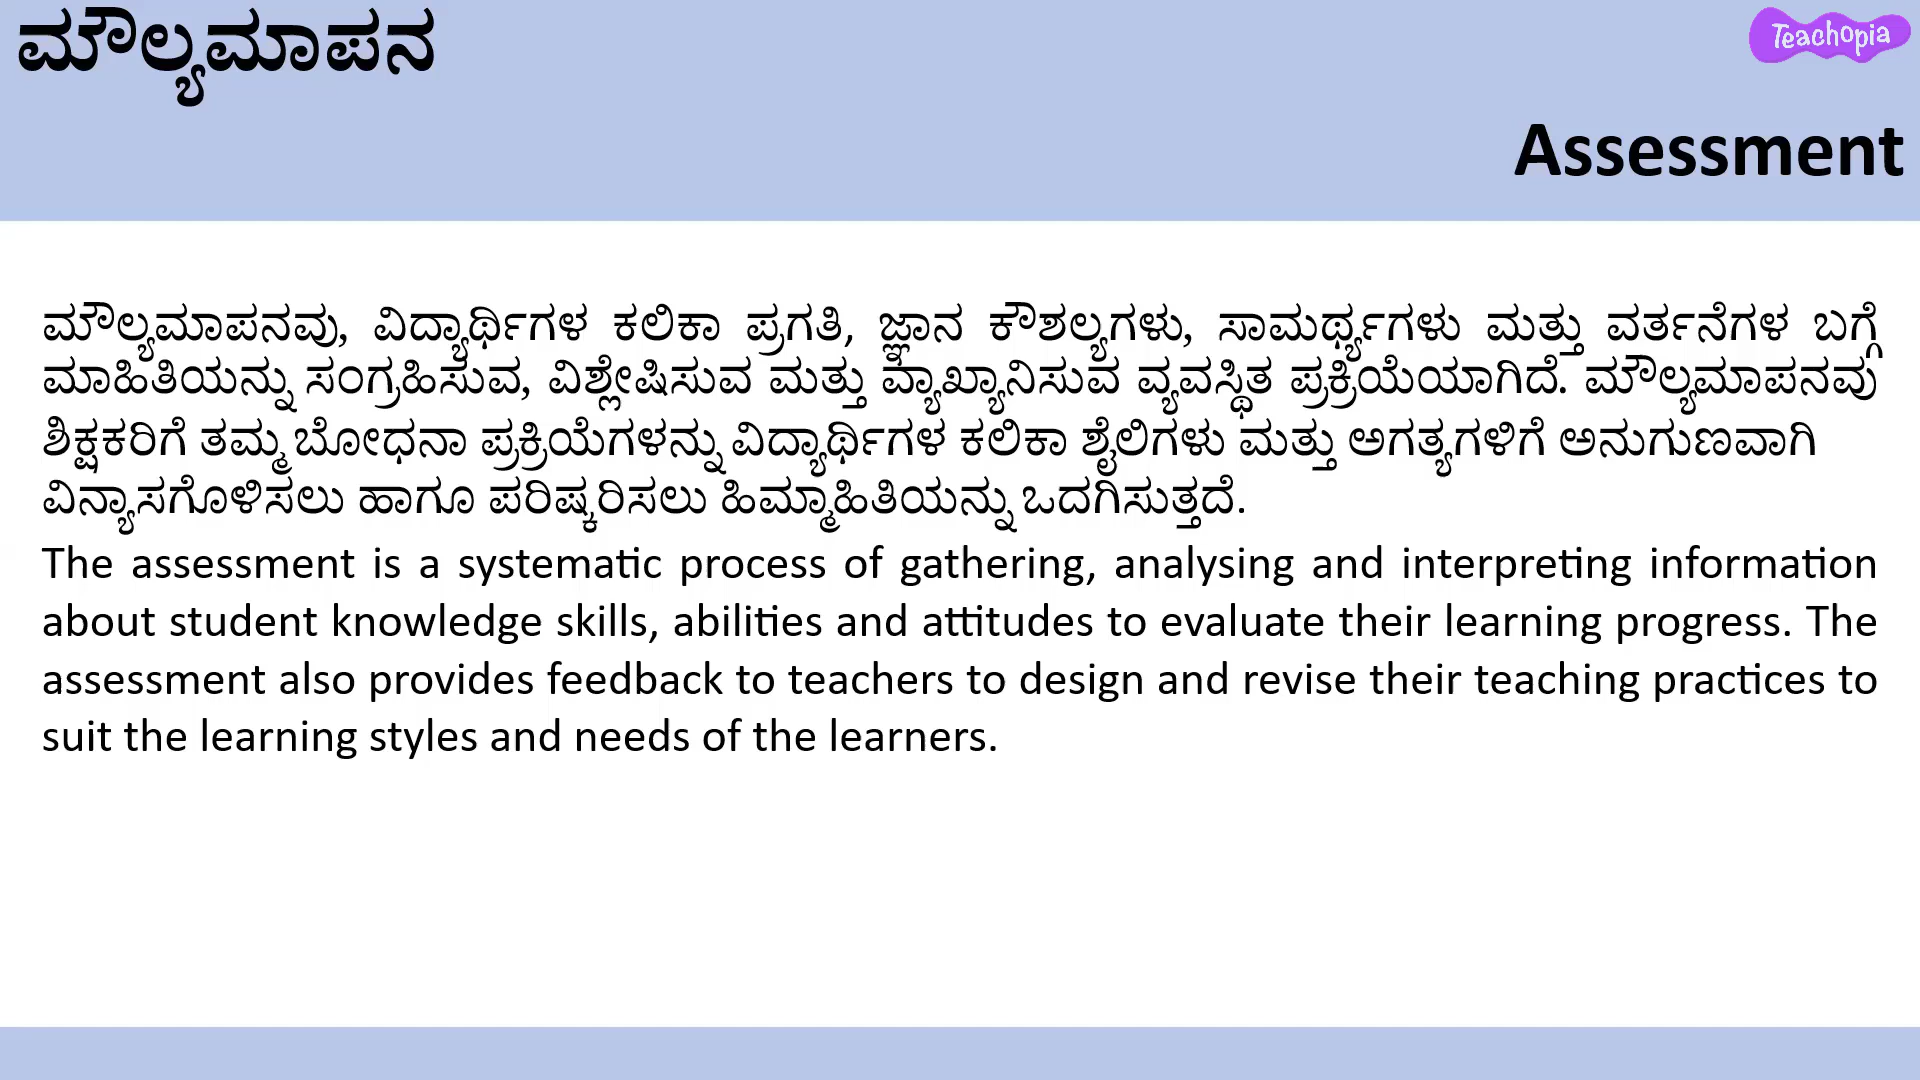 ಮೌಲ್ಯಮಾಪನ
Teachopia
Assessment
ಮೌಲ್ಯಮಾಪನವು, ವಿದ್ಯಾರ್ಥಿಗಳ ಕಲಿಕಾ ಪ್ರಗತಿ, ಜ್ಞಾನ ಕೌಶಲ್ಯಗಳು, ಸಾಮರ್ಥ್ಯಗಳು ಮತ್ತು ವರ್ತನೆಗಳ ಬಗ್ಗೆ
ಮಾಹಿತಿಯನ್ನು ಸಂಗ್ರಹಿಸುವ, ವಿಶ್ಲೇಷಿಸುವ ಮತ್ತು ವ್ಯಾಖ್ಯಾನಿಸುವ ವ್ಯವಸ್ಥಿತ ಪ್ರಕ್ರಿಯೆಯಾಗಿದೆ. ಮೌಲ್ಯಮಾಪನವು
ಶಿಕ್ಷಕರಿಗೆ ತಮ್ಮ ಬೋಧನಾ ಪ್ರಕ್ರಿಯೆಗಳನ್ನು ವಿದ್ಯಾರ್ಥಿಗಳ ಕಲಿಕಾ ಶೈಲಿಗಳು ಮತ್ತು ಅಗತ್ಯಗಳಿಗೆ ಅನುಗುಣವಾಗಿ
ವಿನ್ಯಾಸಗೊಳಿಸಲು ಹಾಗೂ ಪರಿಷ್ಕರಿಸಲು ಹಿಮ್ಮಾಹಿತಿಯನ್ನು ಒದಗಿಸುತ್ತದೆ.
The assessment is a systematic process of gathering, analysing and interpreting information
about student knowledge skills, abilities and attitudes to evaluate their learning progress. The
assessment also provides feedback to teachers to design and revise their teaching practices to
suit the learning styles and needs of the learners.